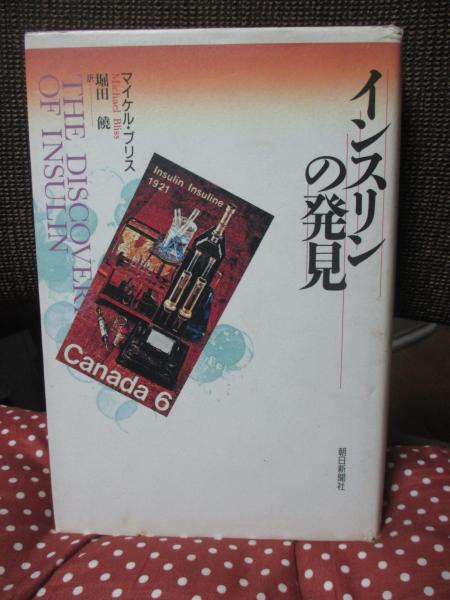 インスリン
の発見
マイケル・ブリス
Michael Bliss
堀田 饒
訳
THE DISCOVERY
OF INSULIN
Insulin Insuline
1921
Canada 6
朝日新聞社